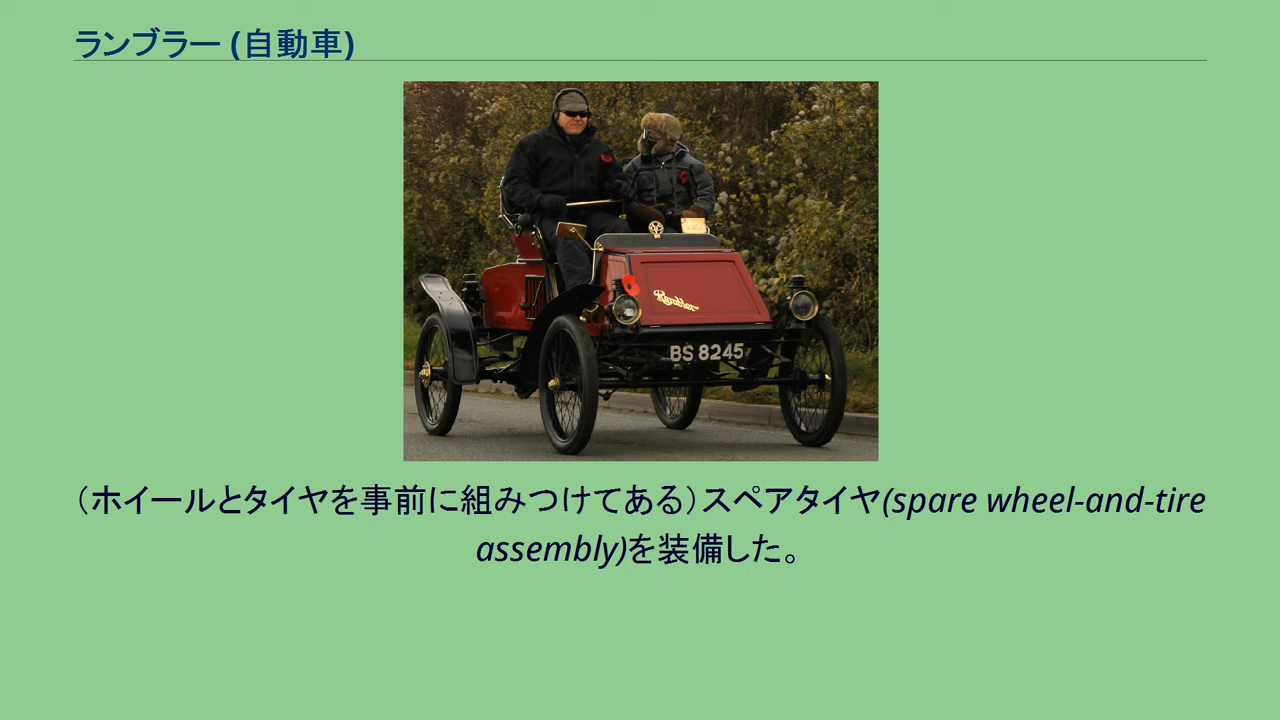 ランブラー (自動車)
Rambler
BS 8245
（ホイールとタイヤを事前に組みつけてある）スペアタイヤ(spare wheel-and-tire
assembly)を装備した。